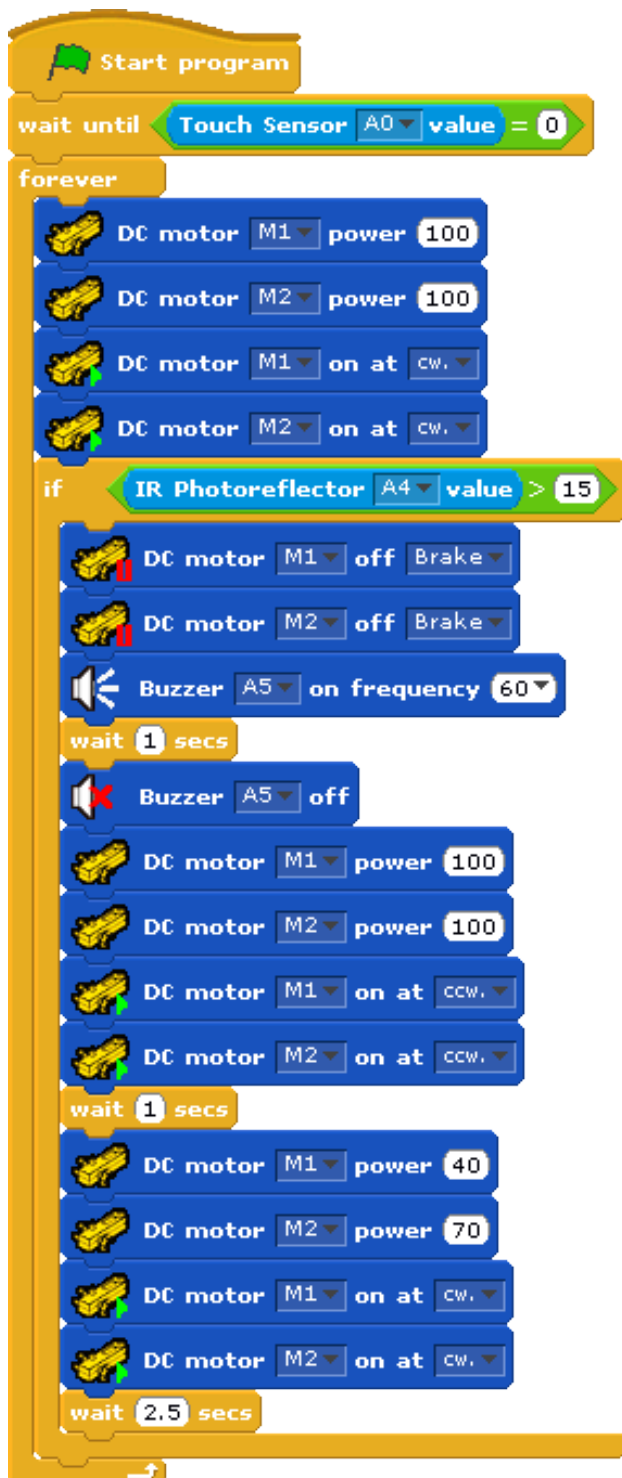 Start program
wait until Touch Sensor A0 value = 0
forever
DC motor M1 power 100
DC motor M2 power 100
DC motor M1 on at cw.
DC motor M2 on at cw.
if IR Photoreflector A4 value > 15
DC motor M1 off Brake
DC motor M2 off Brake
Buzzer A5 on frequency 60
wait 1 secs
Buzzer A5 off
DC motor M1 power 100
DC motor M2 power 100
DC motor M1 on at ccw.
DC motor M2 on at ccw.
wait 1 secs
DC motor M1 power 40
DC motor M2 power 70
DC motor M1 on at cw.
DC motor M2 on at cw.
wait 2.5 secs